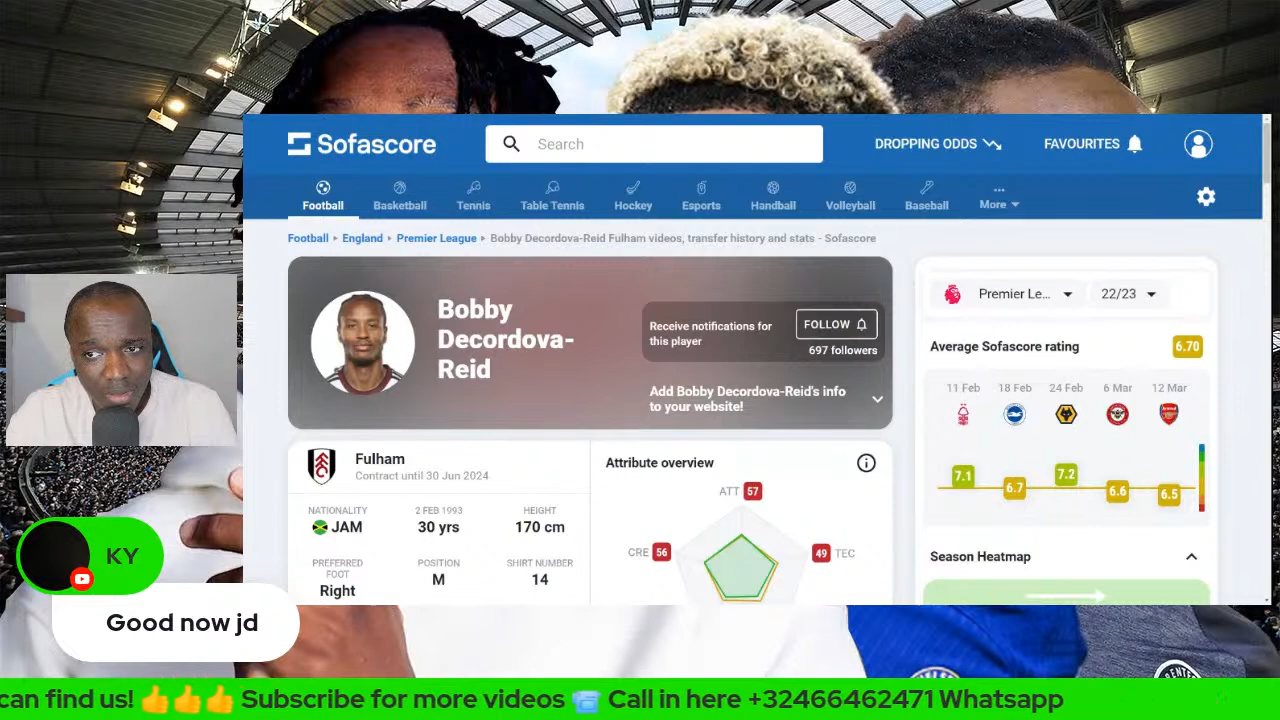 Sofascore
Search
DROPPING ODDS
FAVOURITES
Football
Basketball
Tennis
Table Tennis
Hockey
Esports
Handball
Volleyball
Baseball
More
Football England Premier League Bobby Decordova-Reid Fulham videos, transfer history and stats - Sofascore
Bobby
Decordova-
Reid
Receive notifications for
this player
FOLLOW
697 followers
Add Bobby Decordova-Reid's info
to your website!
Fulham
Contract until 30 Jun 2024
NATIONALITY
JAM
2 FEB 1993
30 yrs
HEIGHT
170 cm
PREFERRED
FOOT
Right
POSITION
M
SHIRT NUMBER
14
Attribute overview
ATT 57
CRE 56
49 TEC
Premier Le...
22/23
Average Sofascore rating
6.70
11 Feb
18 Feb
24 Feb
6 Mar
12 Mar
7.1
6.7
7.2
6.6
6.5
Season Heatmap
KY
Good now jd
can find us! 👍👍👍 Subscribe for more videos Call in here +32466462471 Whatsapp